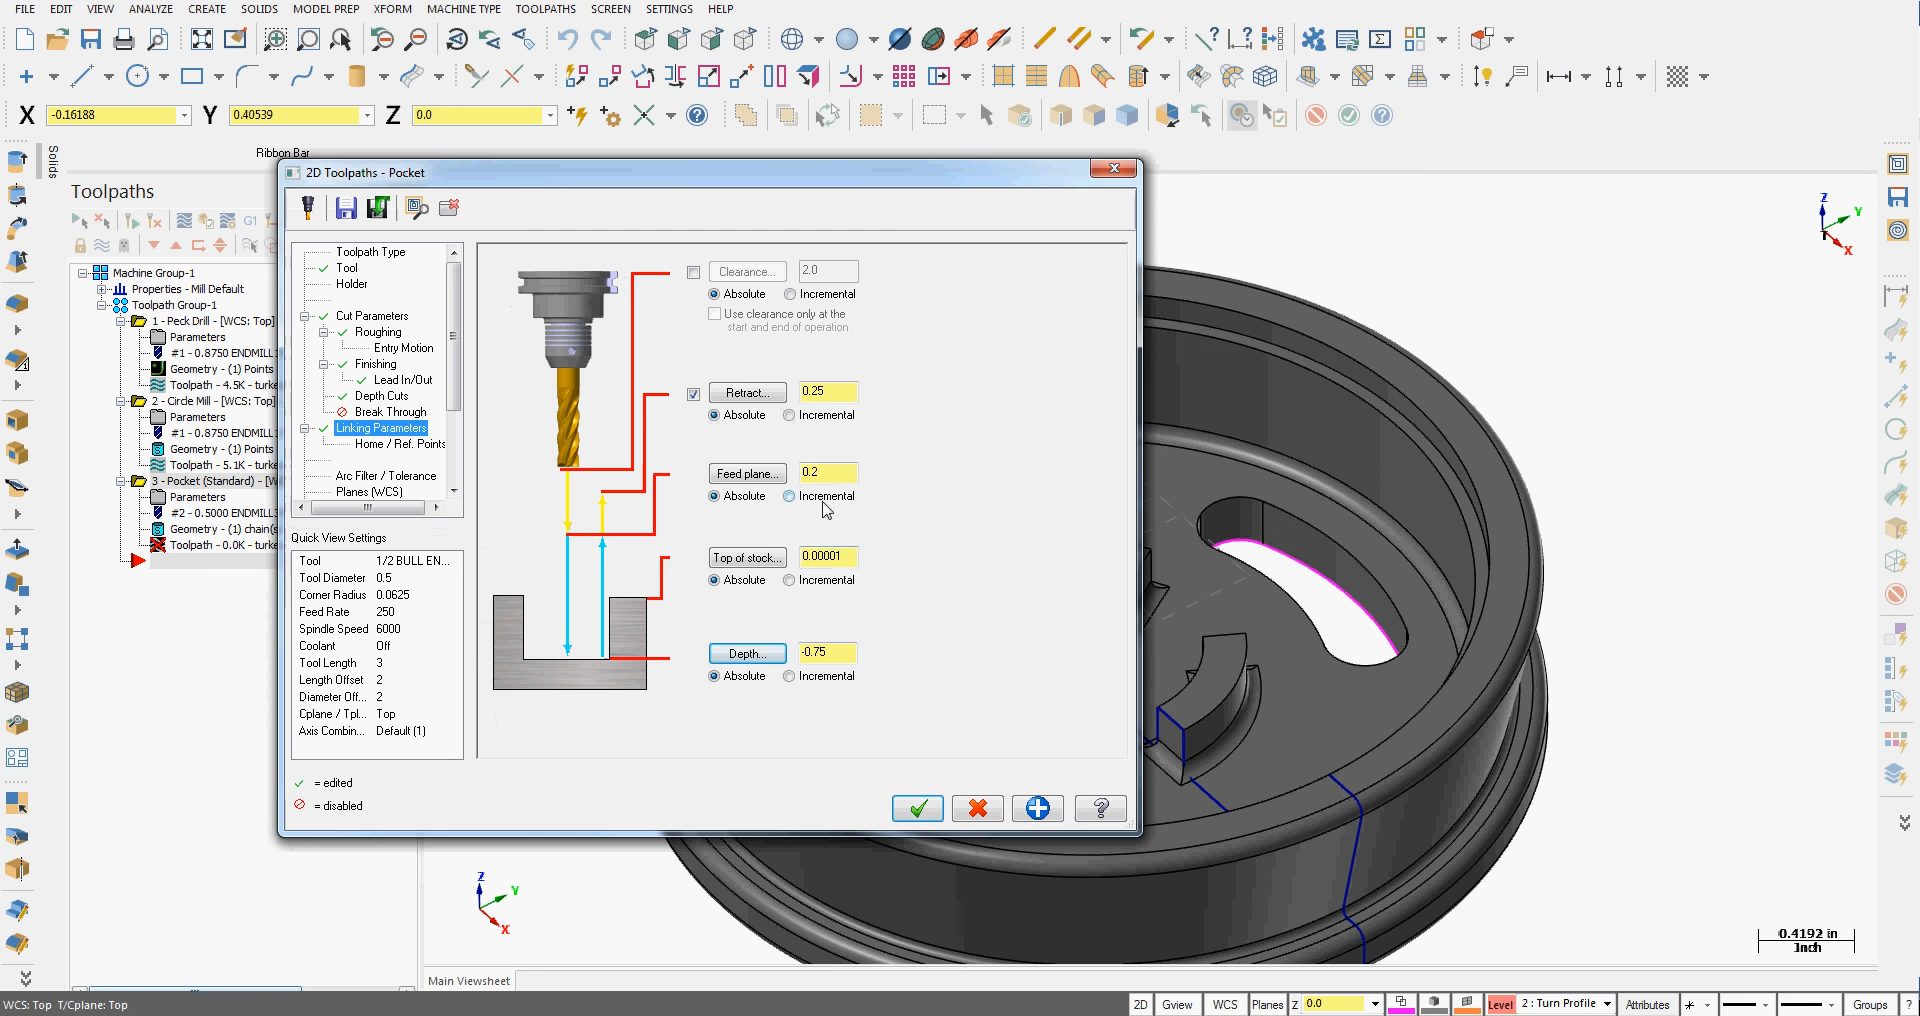 FILE EDIT VIEW ANALYZE CREATE SOLIDS MODEL PREP XFORM MACHINE TYPE TOOLPATHS SCREEN SETTINGS HELP
X -0.16188 Y 0.40539 Z 0.0
Ribbon Bar
Solids
Toolpaths
G1
Machine Group-1
Properties - Mill Default
Toolpath Group-1
1 - Peck Drill - [WCS: Top]
Parameters
#1 - 0.8750 ENDMILL
Geometry - (1) Points
Toolpath - 4.5K - turke
2 - Circle Mill - [WCS: Top]
Parameters
#1 - 0.8750 ENDMILL
Geometry - (1) Points
Toolpath - 5.1K - turke
3 - Pocket (Standard) - [W
Parameters
#2 - 0.5000 ENDMILL
Geometry - (1) chain(s
Toolpath - 0.0K - turke
2D Toolpaths - Pocket
Toolpath Type
Tool
Holder
Cut Parameters
Roughing
Entry Motion
Finishing
Lead In/Out
Depth Cuts
Break Through
Linking Parameters
Home / Ref. Points
Arc Filter / Tolerance
Planes (WCS)
Quick View Settings
Tool 1/2 BULL EN...
Tool Diameter 0.5
Corner Radius 0.0625
Feed Rate 250
Spindle Speed 6000
Coolant Off
Tool Length 3
Length Offset 2
Diameter Off... 2
Cplane / Tpl... Top
Axis Combin... Default (1)
= edited
= disabled
Clearance... 2.0
Absolute Incremental
Use clearance only at the
start and end of operation
Retract... 0.25
Absolute Incremental
Feed plane... 0.2
Absolute Incremental
Top of stock... 0.00001
Absolute Incremental
Depth... -0.75
Absolute Incremental
Z
Y
X
Z
Y
X
0.4192 in
Inch
Main Viewsheet
WCS: Top T/Cplane: Top
2D Gview WCS Planes Z 0.0 Level 2 : Turn Profile Attributes Groups ?